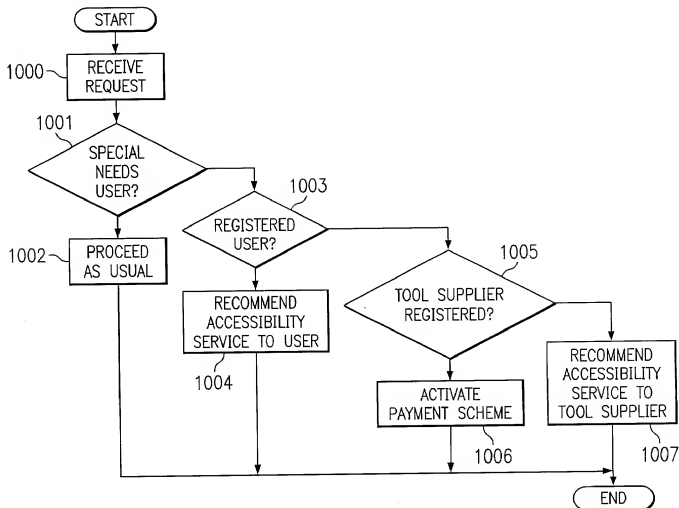 START
1000
RECEIVE
REQUEST
1001
SPECIAL
NEEDS
USER?
1002
PROCEED
AS USUAL
1003
REGISTERED
USER?
RECOMMEND
ACCESSIBILITY
SERVICE TO USER
1004
1005
TOOL SUPPLIER
REGISTERED?
ACTIVATE
PAYMENT SCHEME
1006
RECOMMEND
ACCESSIBILITY
SERVICE TO
TOOL SUPPLIER
1007
END